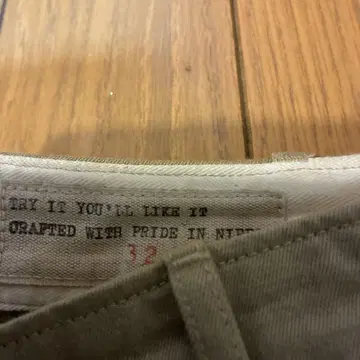 TRY IT YOU'LL LIKE IT
CRAFTED WITH PRIDE IN
32